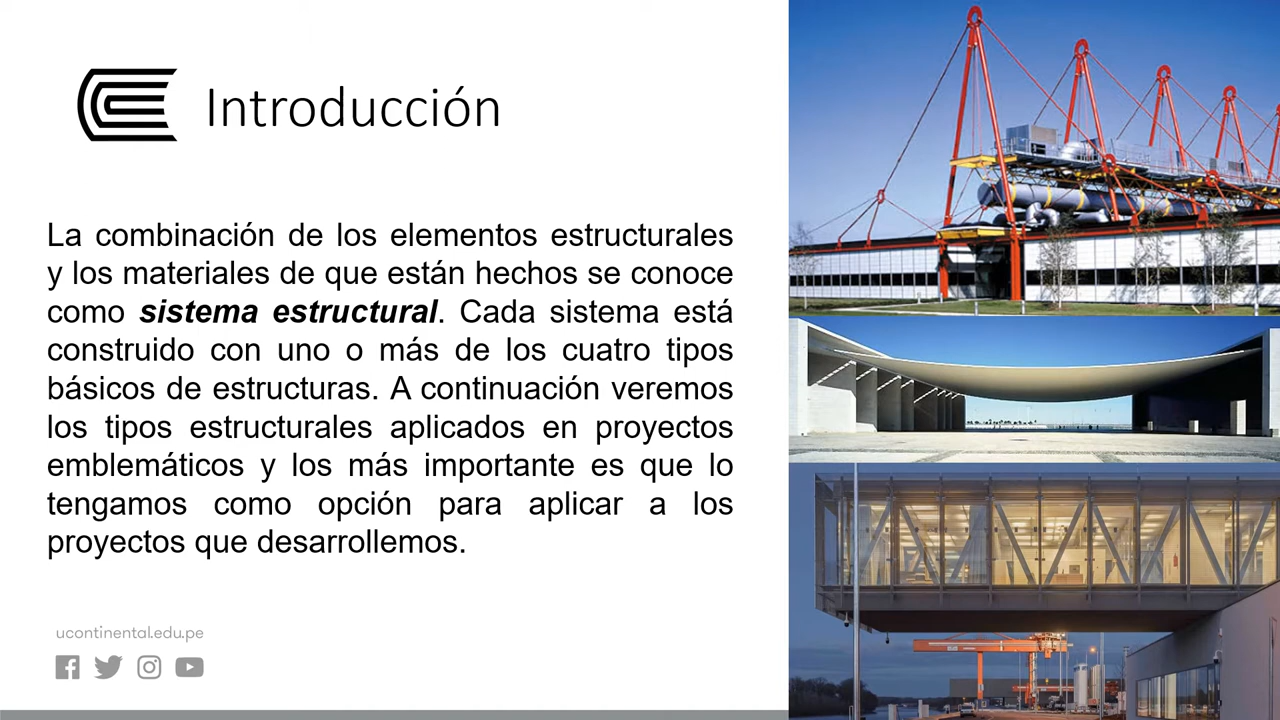 Introducción
La combinación de los elementos estructurales
y los materiales de que están hechos se conoce
como sistema estructural. Cada sistema está
construido con uno o más de los cuatro tipos
básicos de estructuras. A continuación veremos
los tipos estructurales aplicados en proyectos
emblemáticos y los más importante es que lo
tengamos como opción para aplicar a los
proyectos que desarrollemos.
ucontinental.edu.pe